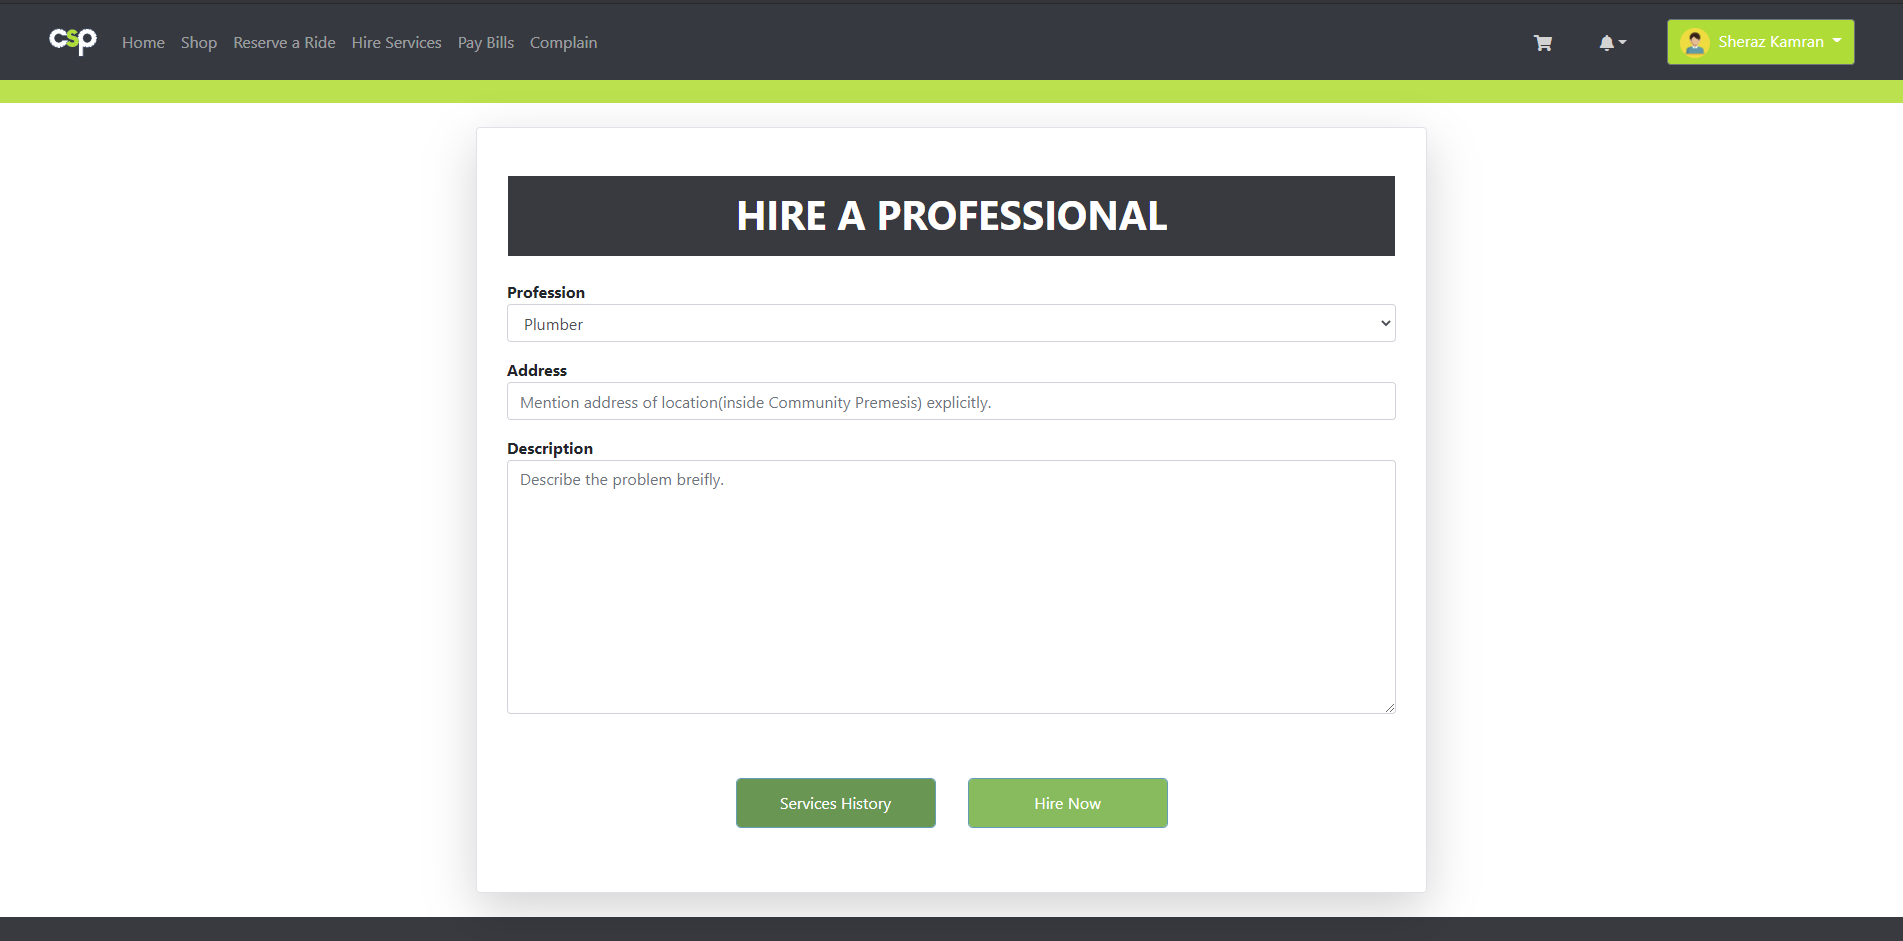 csp Home Shop Reserve a Ride Hire Services Pay Bills Complain Sheraz Kamran
HIRE A PROFESSIONAL
Profession
Plumber
Address
Mention address of location(inside Community Premesis) explicitly.
Description
Describe the problem breifly.
Services History Hire Now